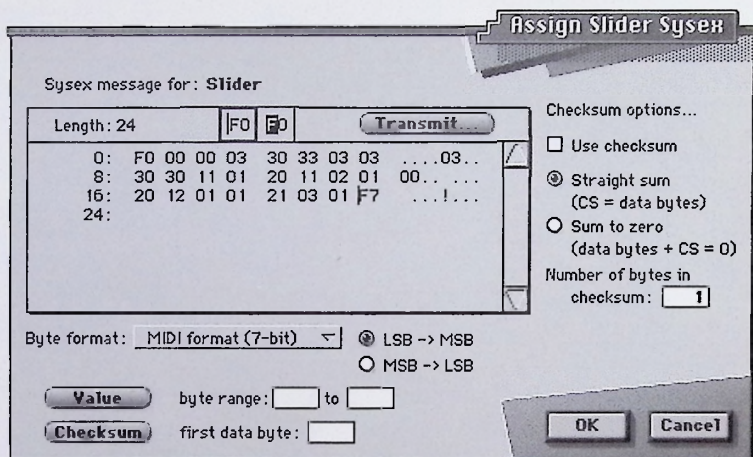 Assign Slider Sysex
Sysex message for: Slider
Length: 24
F0
F0
Transmit...
0: F0 00 00 03 30 33 03 03 ....03..
8: 30 30 11 01 20 11 02 01 00.. ...
16: 20 12 01 01 21 03 01 F7 ...!...
24:
Checksum options...
Use checksum
Straight sum
(CS = data bytes)
Sum to zero
(data bytes + CS = 0)
Number of bytes in
checksum: 1
Byte format: MIDI format (7-bit)
LSB -> MSB
MSB -> LSB
Value byte range: to
Checksum first data byte:
OK
Cancel